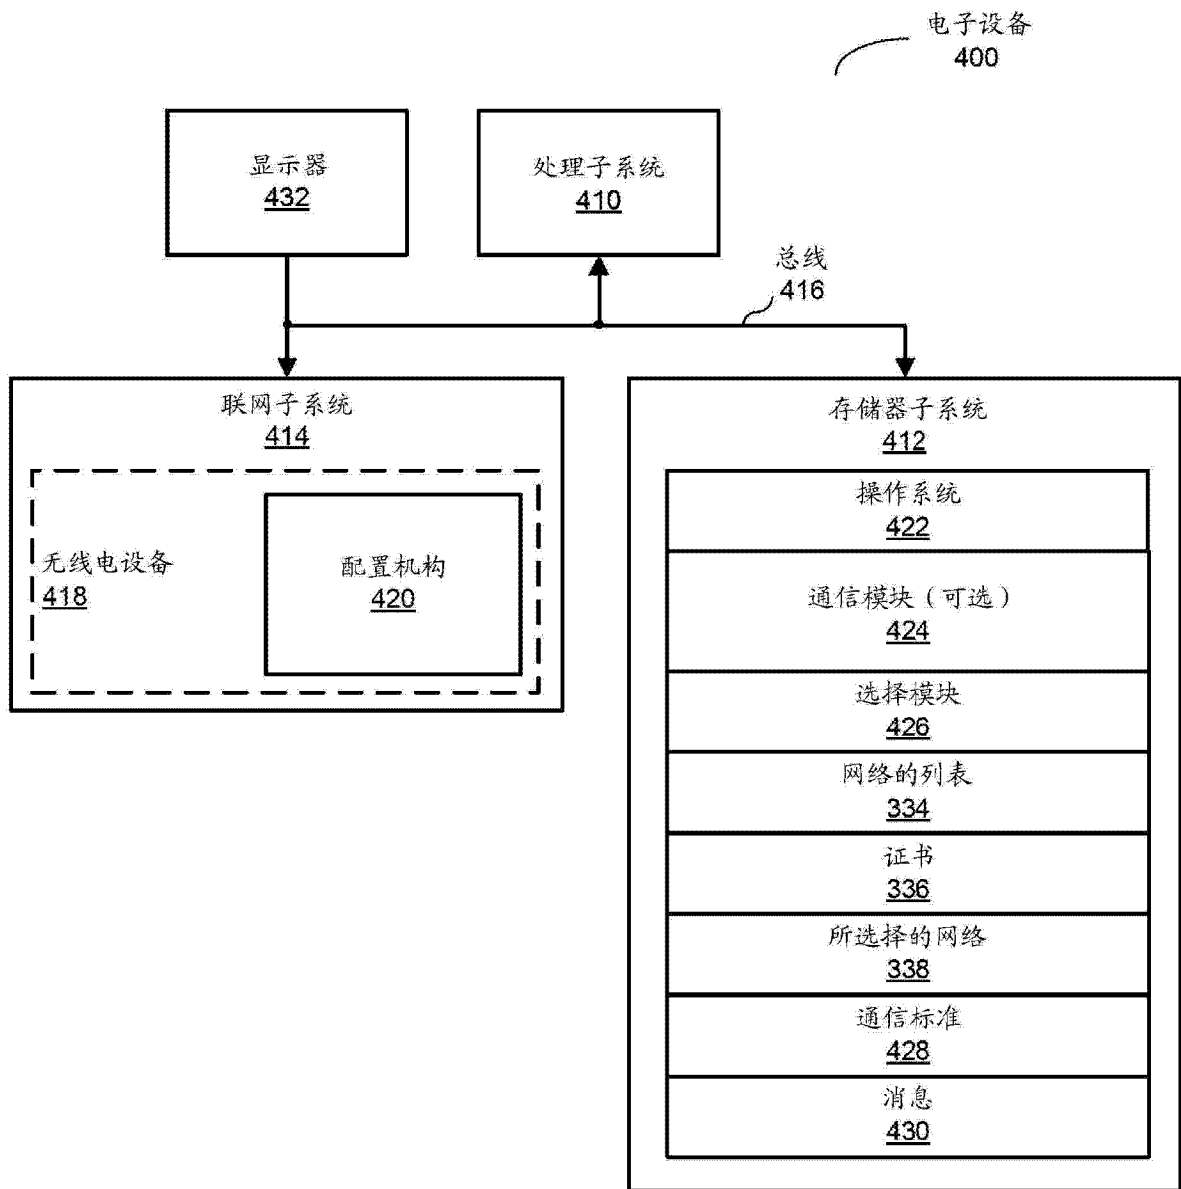 电子设备
400
显示器
432
处理子系统
410
总线
416
联网子系统
414
无线电设备
418
配置机构
420
存储器子系统
412
操作系统
422
通信模块（可选）
424
选择模块
426
网络的列表
334
证书
336
所选择的网络
338
通信标准
428
消息
430